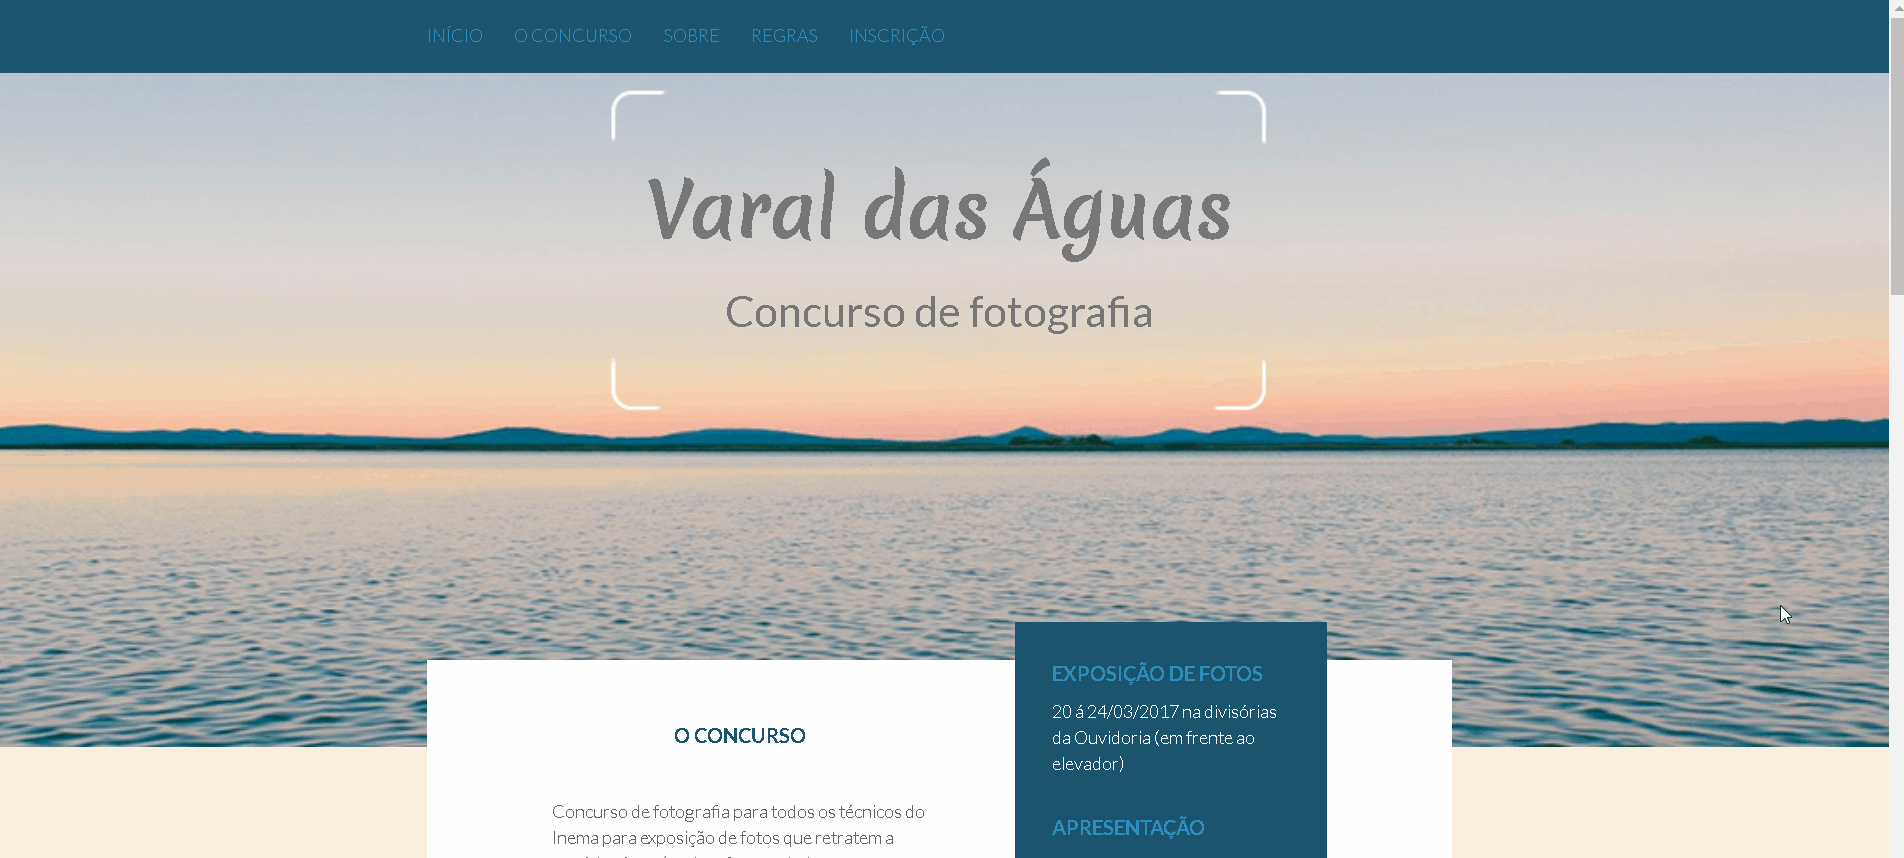 INÍCIO O CONCURSO SOBRE REGRAS INSCRIÇÃO
Varal das Águas
Concurso de fotografia
O CONCURSO
Concurso de fotografia para todos os técnicos do
Inema para exposição de fotos que retratem a
EXPOSIÇÃO DE FOTOS
20 á 24/03/2017 na divisórias
da Ouvidoria (em frente ao
elevador)
APRESENTAÇÃO